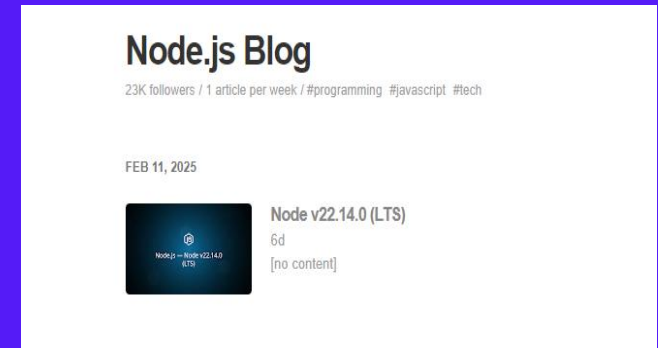 Node.js Blog
23K followers / 1 article per week / #programming #javascript #tech
FEB 11, 2025
Node v22.14.0 (LTS)
6d
[no content]
Node.js — Node v22.14.0
(LTS)